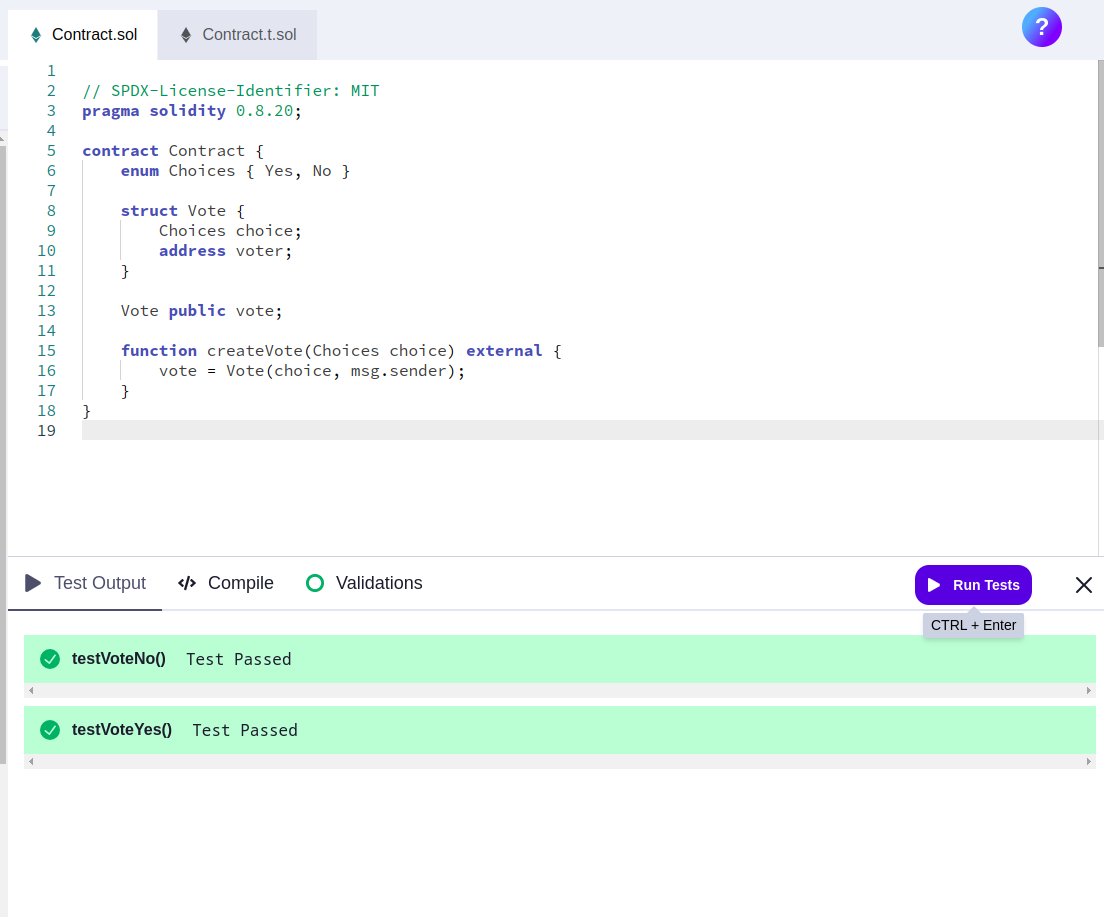 Contract.sol Contract.t.sol ?
1
2 // SPDX-License-Identifier: MIT
3 pragma solidity 0.8.20;
4
5 contract Contract {
6 enum Choices { Yes, No }
7
8 struct Vote {
9 Choices choice;
10 address voter;
11 }
12
13 Vote public vote;
14
15 function createVote(Choices choice) external {
16 vote = Vote(choice, msg.sender);
17 }
18 }
19
Test Output </> Compile Validations Run Tests
CTRL + Enter
testVoteNo() Test Passed
testVoteYes() Test Passed